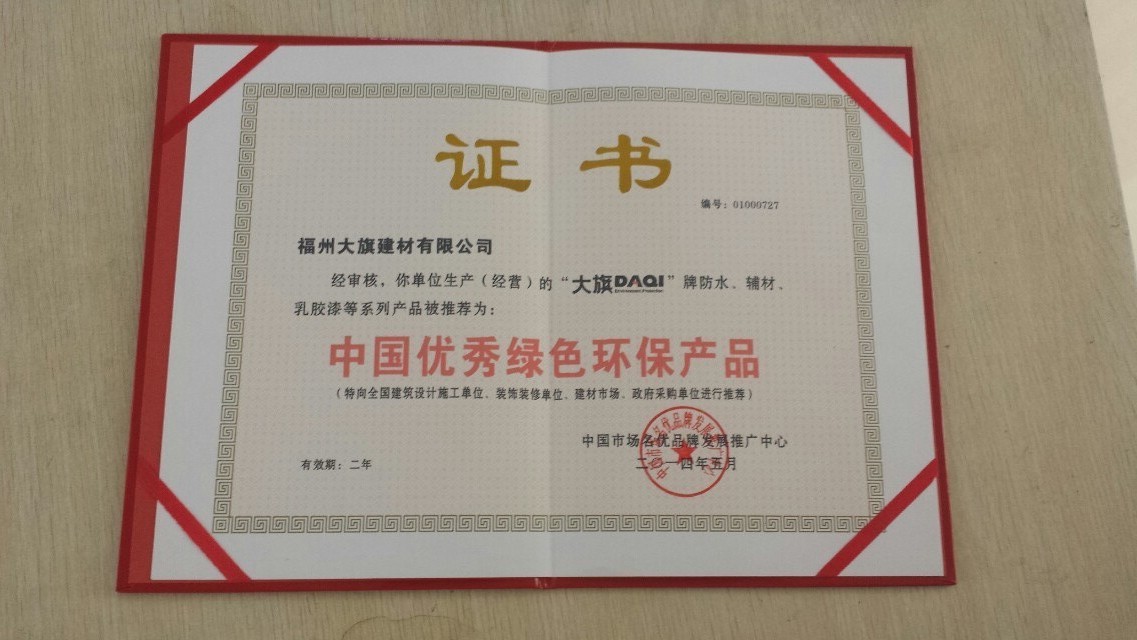 证书
编号：01000727
福州大旗建材有限公司
经审核，你单位生产（经营）的“大旗DAQI”牌防水、辅材、
乳胶漆等系列产品被推荐为：
中国优秀绿色环保产品
（特向全国建筑设计施工单位、装饰装修单位、建材市场、政府采购单位进行推荐）
中国市场名优品牌发展推广中心
有效期：二年
二〇一四年五月